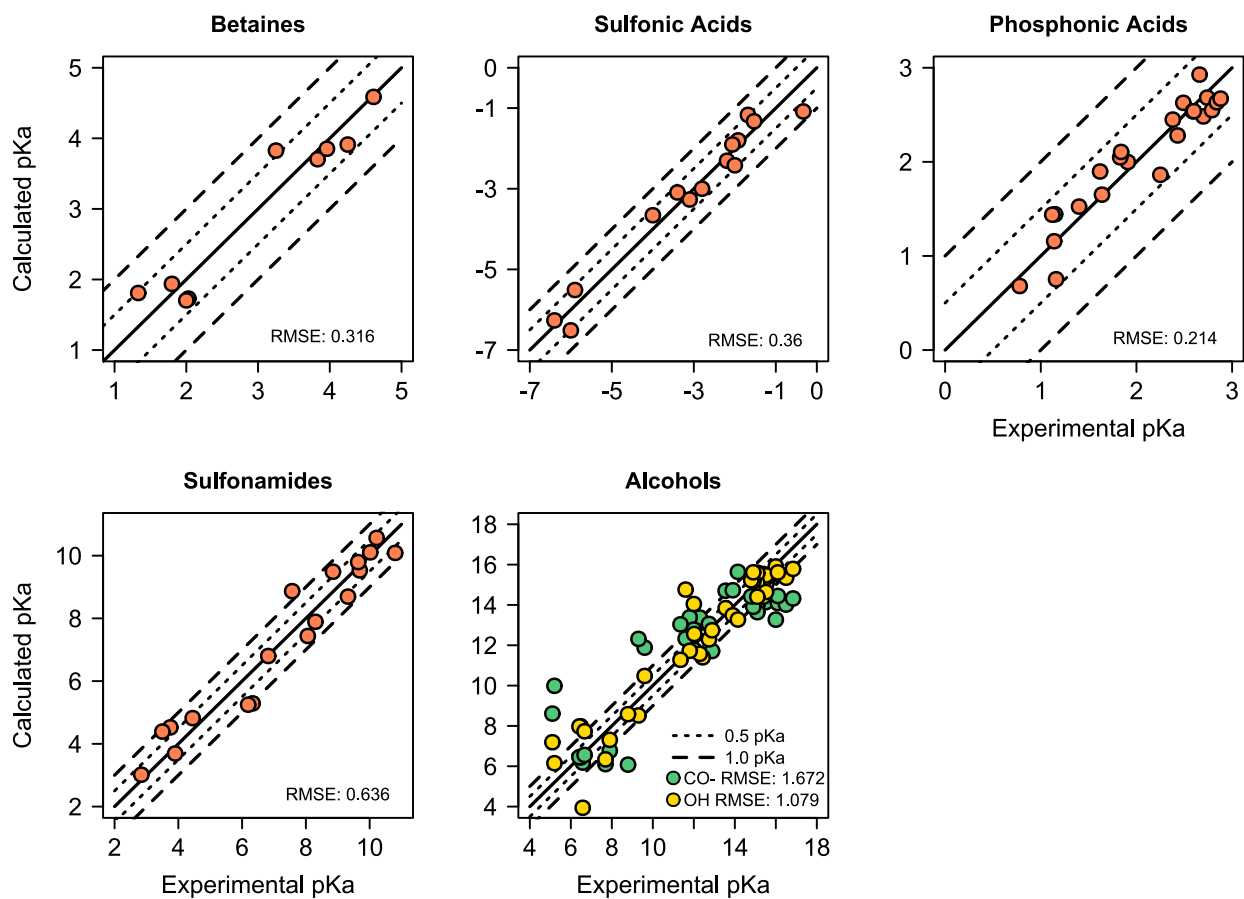 Betaines
Sulfonic Acids
Phosphonic Acids
Calculated pKa
5
4
3
2
1
1 2 3 4 5
RMSE: 0.316
0
-1
-3
-5
-7
-7 -6 -5 -4 -3 -2 0
RMSE: 0.36
3
2
1
0
0 1 2 3
RMSE: 0.214
Experimental pKa
Sulfonamides
Alcohols
Calculated pKa
10
8
6
4
2
2 4 6 8 10
RMSE: 0.636
Experimental pKa
18
16
14
12
10
8
6
4
4 6 8 10 14 18
0.5 pKa
1.0 pKa
CO- RMSE: 1.672
OH RMSE: 1.079
Experimental pKa